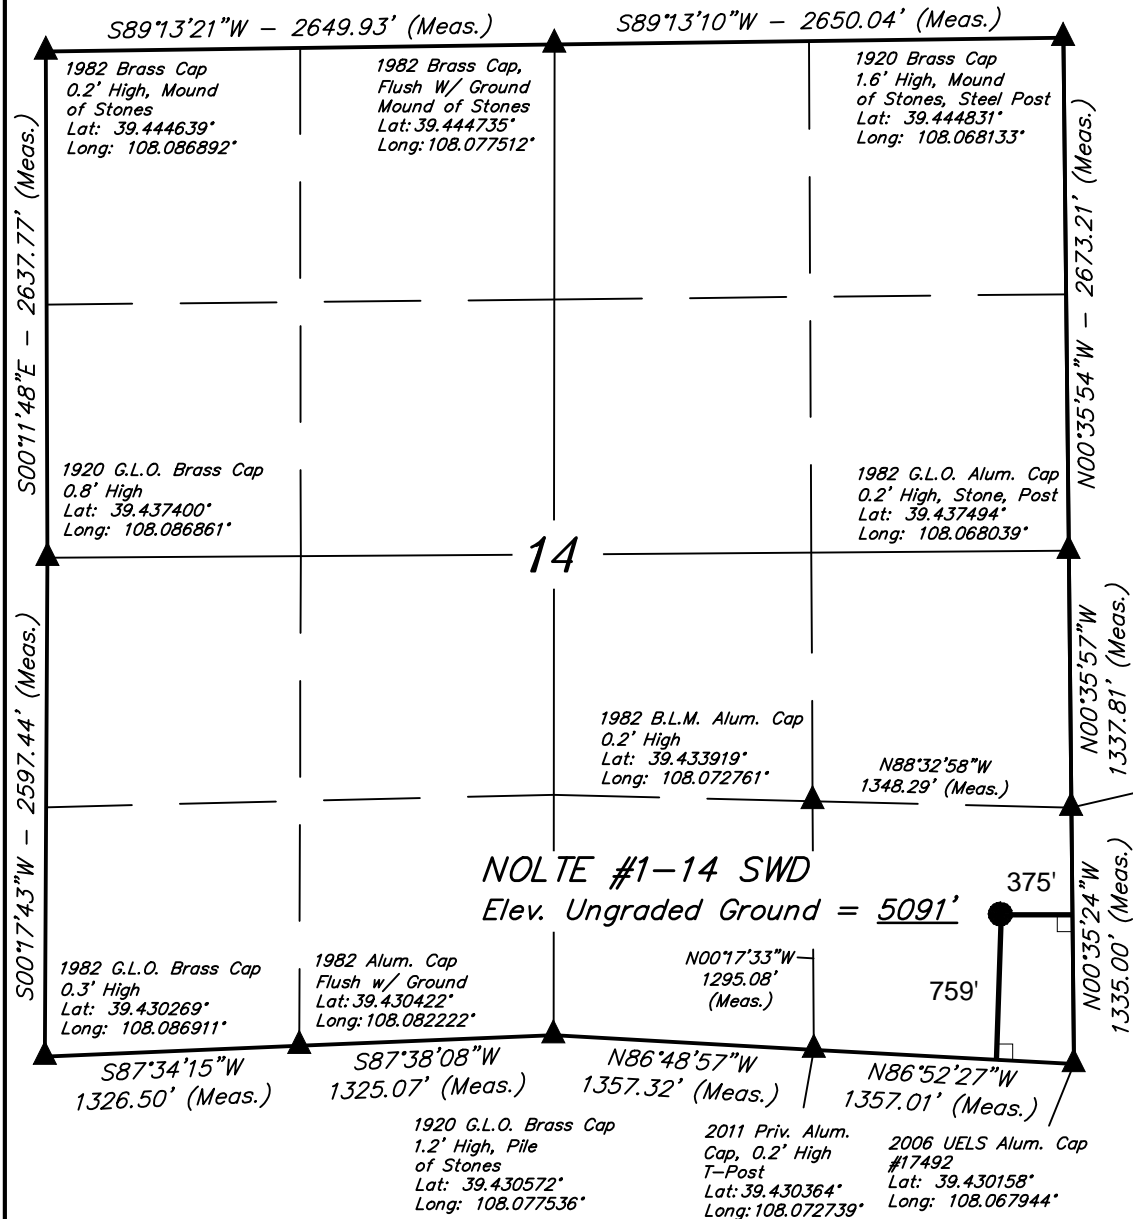 S89°13'21"W – 2649.93' (Meas.)
S89°13'10"W – 2650.04' (Meas.)
1982 Brass Cap
0.2' High, Mound
of Stones
Lat: 39.444639°
Long: 108.086892°
1982 Brass Cap,
Flush W/ Ground
Mound of Stones
Lat: 39.444735°
Long: 108.077512°
1920 Brass Cap
1.6' High, Mound
of Stones, Steel Post
Lat: 39.444831°
Long: 108.068133°
S00°11'48"E – 2637.77' (Meas.)
N00°35'54"W – 2673.21' (Meas.)
1920 G.L.O. Brass Cap
0.8' High
Lat: 39.437400°
Long: 108.086861°
1982 G.L.O. Alum. Cap
0.2' High, Stone, Post
Lat: 39.437494°
Long: 108.068039°
14
S00°17'43"W – 2597.44' (Meas.)
N00°35'57"W
1337.81' (Meas.)
1982 B.L.M. Alum. Cap
0.2' High
Lat: 39.433919°
Long: 108.072761°
N88°32'58"W
1348.29' (Meas.)
NOLTE #1–14 SWD
Elev. Ungraded Ground = 5091'
375'
759'
N00°35'24"W
1335.00' (Meas.)
N00°17'33"W
1295.08'
(Meas.)
1982 G.L.O. Brass Cap
0.3' High
Lat: 39.430269°
Long: 108.086911°
1982 Alum. Cap
Flush w/ Ground
Lat: 39.430422°
Long: 108.082222°
S87°34'15"W
1326.50' (Meas.)
S87°38'08"W
1325.07' (Meas.)
N86°48'57"W
1357.32' (Meas.)
N86°52'27"W
1357.01' (Meas.)
1920 G.L.O. Brass Cap
1.2' High, Pile
of Stones
Lat: 39.430572°
Long: 108.077536°
2011 Priv. Alum.
Cap, 0.2' High
T–Post
Lat: 39.430364°
Long: 108.072739°
2006 UELS Alum. Cap
#17492
Lat: 39.430158°
Long: 108.067944°